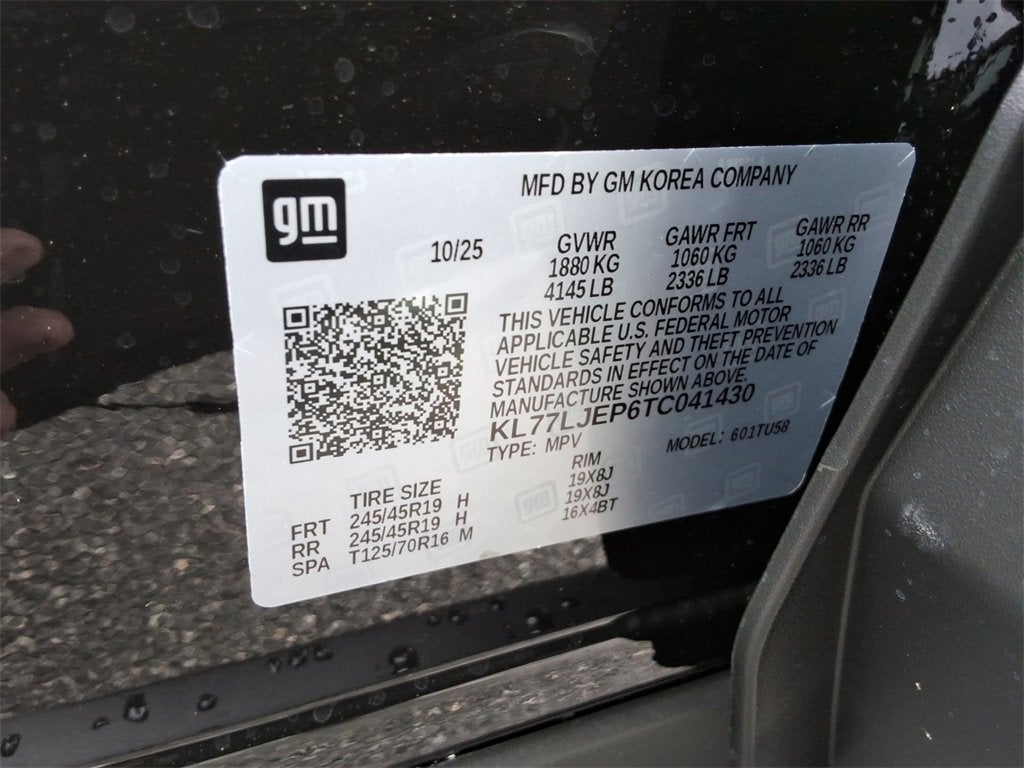 gm
MFD BY GM KOREA COMPANY
10/25
GVWR GAWR FRT GAWR RR
1880 KG 1060 KG 1060 KG
4145 LB 2336 LB 2336 LB
THIS VEHICLE CONFORMS TO ALL
APPLICABLE U.S. FEDERAL MOTOR
VEHICLE SAFETY AND THEFT PREVENTION
STANDARDS IN EFFECT ON THE DATE OF
MANUFACTURE SHOWN ABOVE.
KL77LJEP6TC041430
TYPE: MPV MODEL: 601TU58
TIRE SIZE RIM
FRT 245/45R19 H 19X8J
RR 245/45R19 H 19X8J
SPA T125/70R16 M 16X4BT